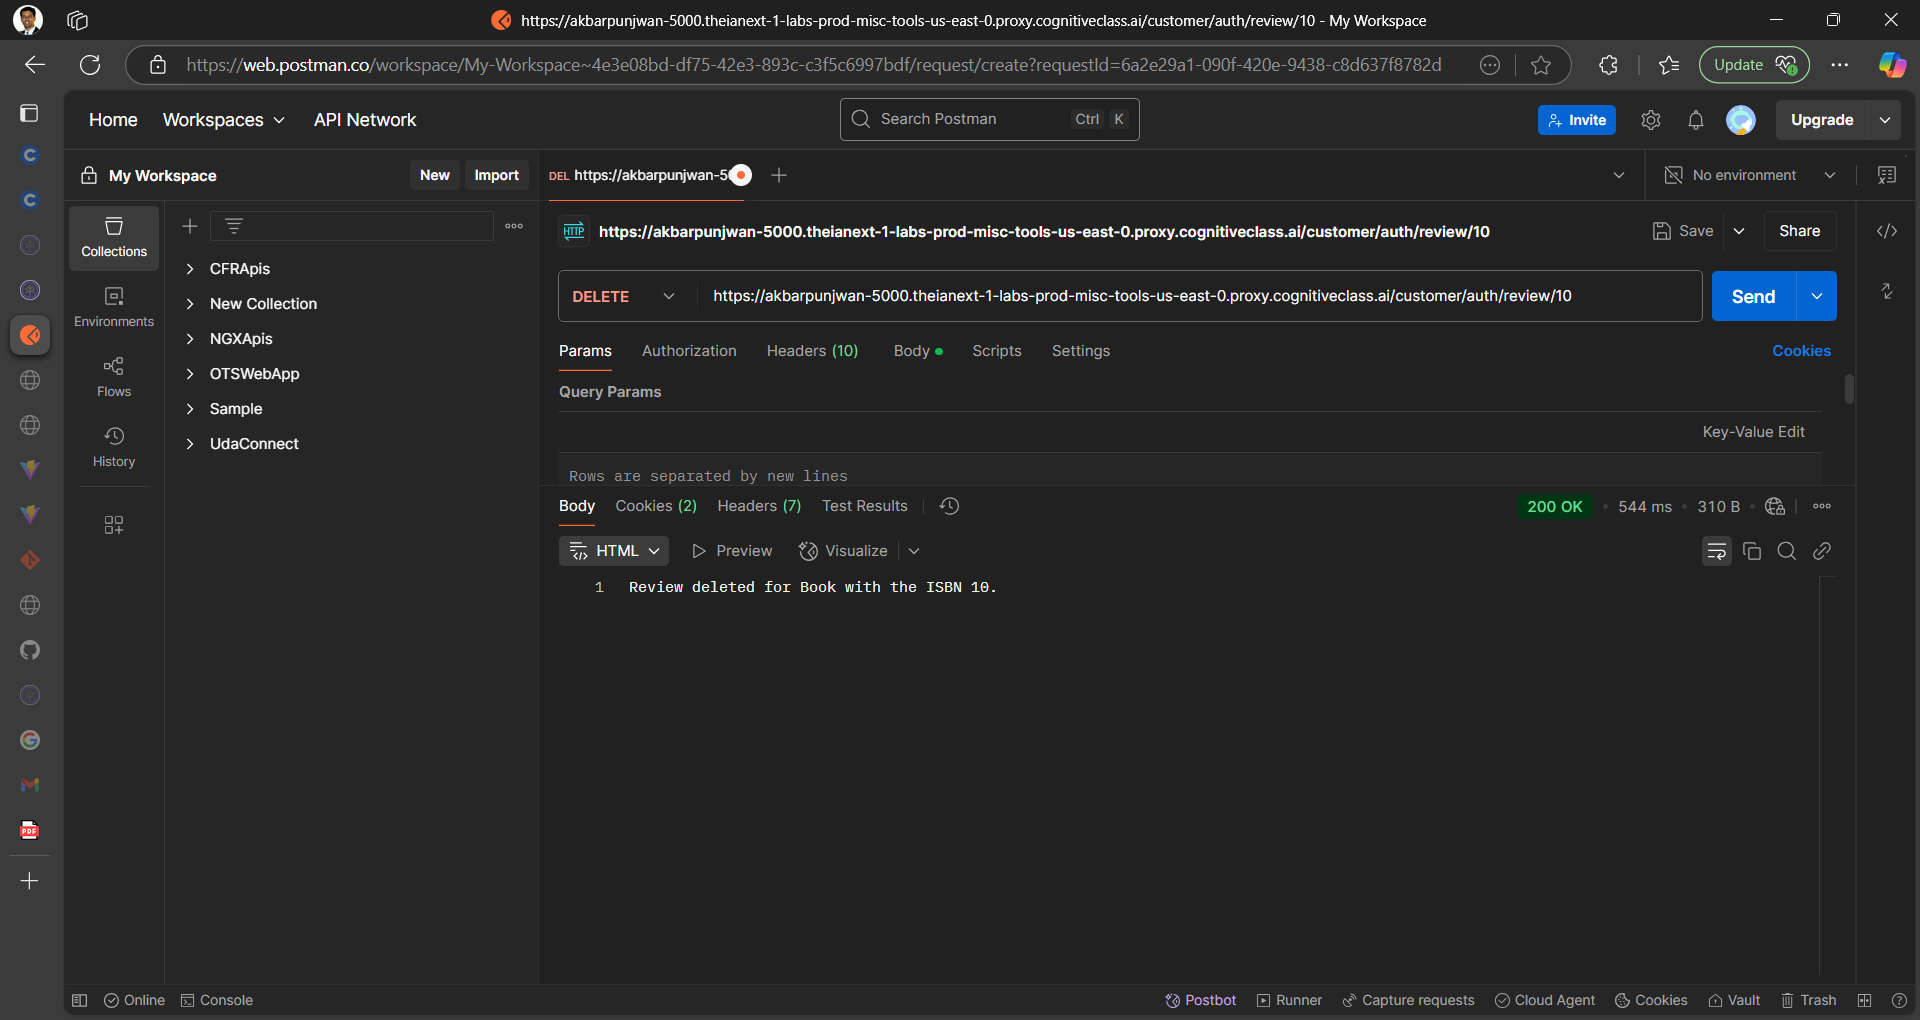 https://akbarpunjwan-5000.theianext-1-labs-prod-misc-tools-us-east-0.proxy.cognitiveclass.ai/customer/auth/review/10 - My Workspace
https://web.postman.co/workspace/My-Workspace~4e3e08bd-df75-42e3-893c-c3f5c6997bdf/request/create?requestId=6a2e29a1-090f-420e-9438-c8d637f8782d
Update
Home Workspaces API Network
Search Postman Ctrl K
Invite
Upgrade
My Workspace
New Import
DEL https://akbarpunjwan-5
No environment
Collections
Environments
Flows
History
CFRApis
New Collection
NGXApis
OTSWebApp
Sample
UdaConnect
HTTP https://akbarpunjwan-5000.theianext-1-labs-prod-misc-tools-us-east-0.proxy.cognitiveclass.ai/customer/auth/review/10
Save Share
DELETE https://akbarpunjwan-5000.theianext-1-labs-prod-misc-tools-us-east-0.proxy.cognitiveclass.ai/customer/auth/review/10
Send
Params Authorization Headers (10) Body Scripts Settings
Cookies
Query Params
Key-Value Edit
Rows are separated by new lines
Body Cookies (2) Headers (7) Test Results
200 OK • 544 ms • 310 B
HTML Preview Visualize
1 Review deleted for Book with the ISBN 10.
PDF
Online Console
Postbot Runner Capture requests Cloud Agent Cookies Vault Trash